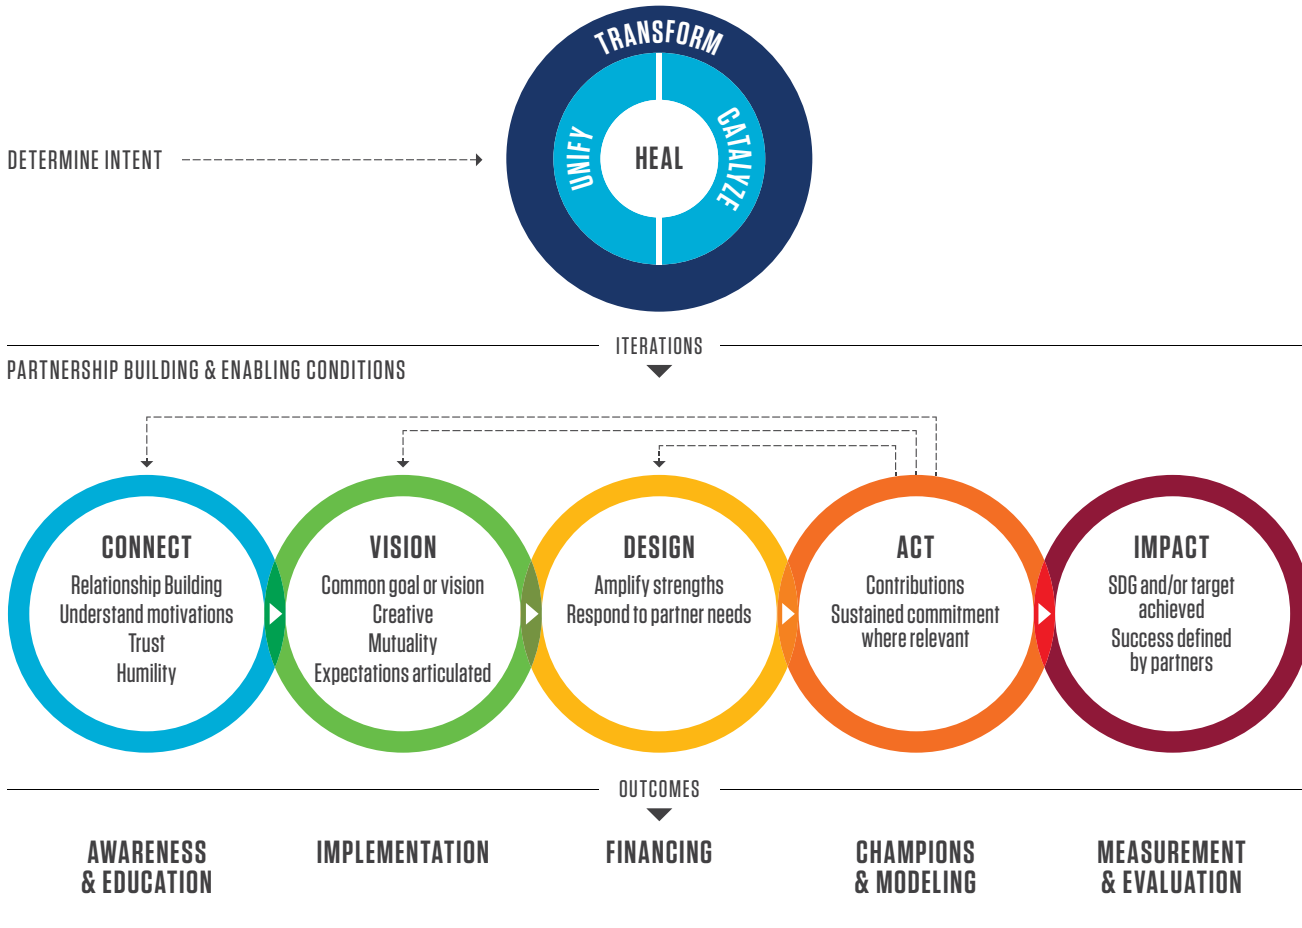 TRANSFORM
UNIFY
CATALYZE
HEAL
DETERMINE INTENT
ITERATIONS
PARTNERSHIP BUILDING & ENABLING CONDITIONS
CONNECT
Relationship Building
Understand motivations
Trust
Humility
VISION
Common goal or vision
Creative
Mutuality
Expectations articulated
DESIGN
Amplify strengths
Respond to partner needs
ACT
Contributions
Sustained commitment
where relevant
IMPACT
SDG and/or target
achieved
Success defined
by partners
OUTCOMES
AWARENESS
& EDUCATION
IMPLEMENTATION
FINANCING
CHAMPIONS
& MODELING
MEASUREMENT
& EVALUATION